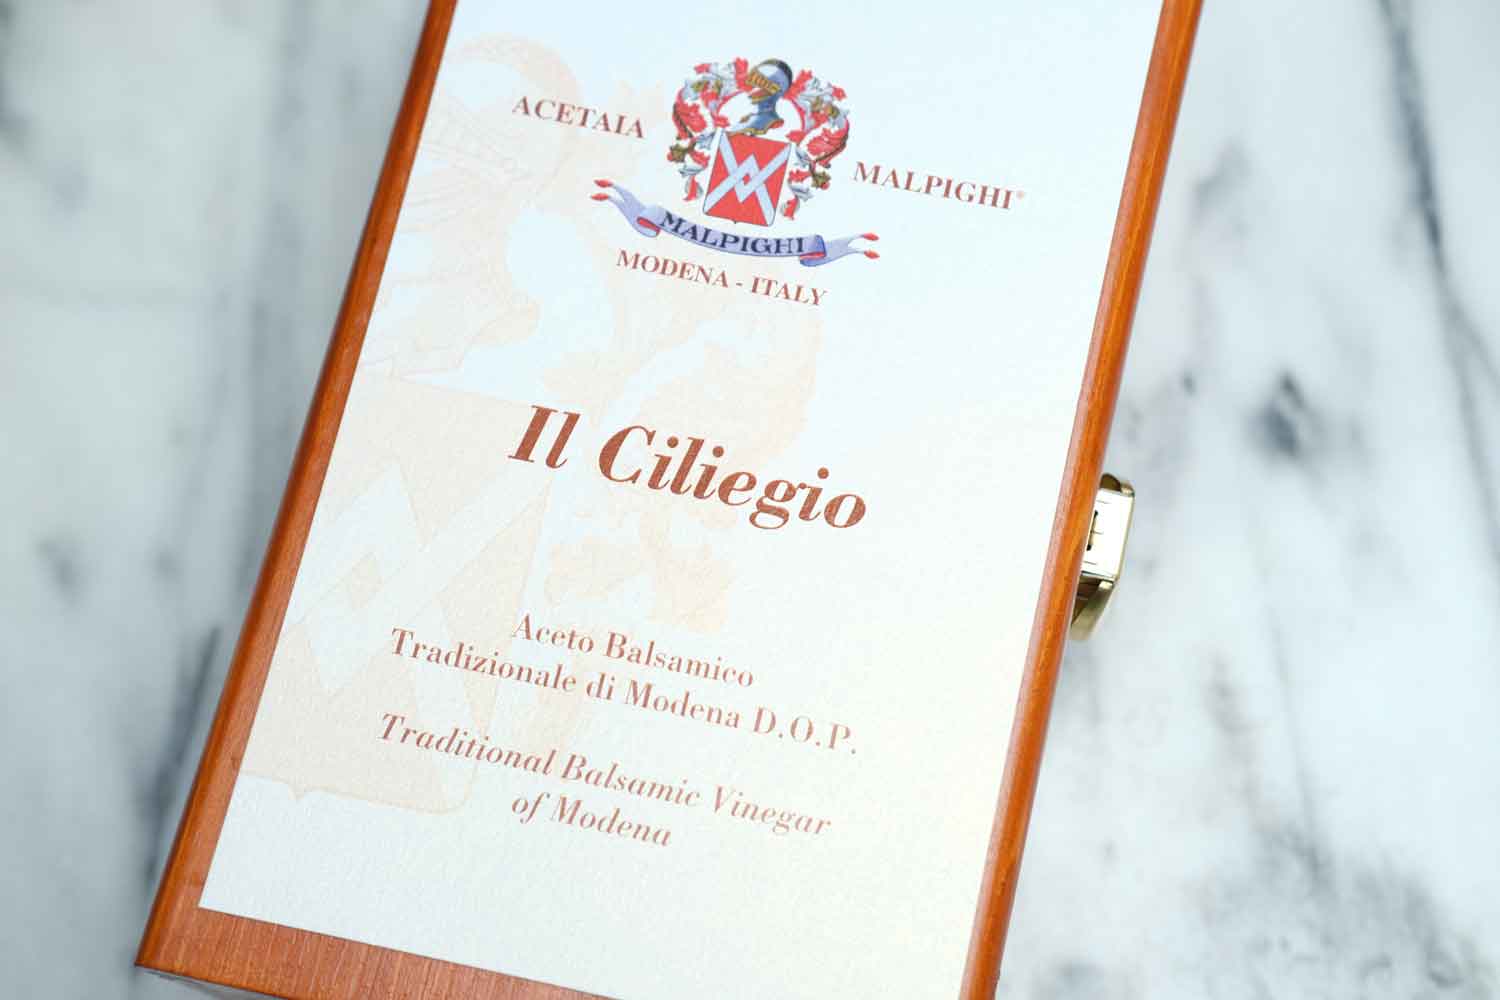 ACETAIA
MALPIGHI®
MALPIGHI
MODENA - ITALY
Il Ciliegio
Aceto Balsamico
Tradizionale di Modena D.O.P.
Traditional Balsamic Vinegar
of Modena